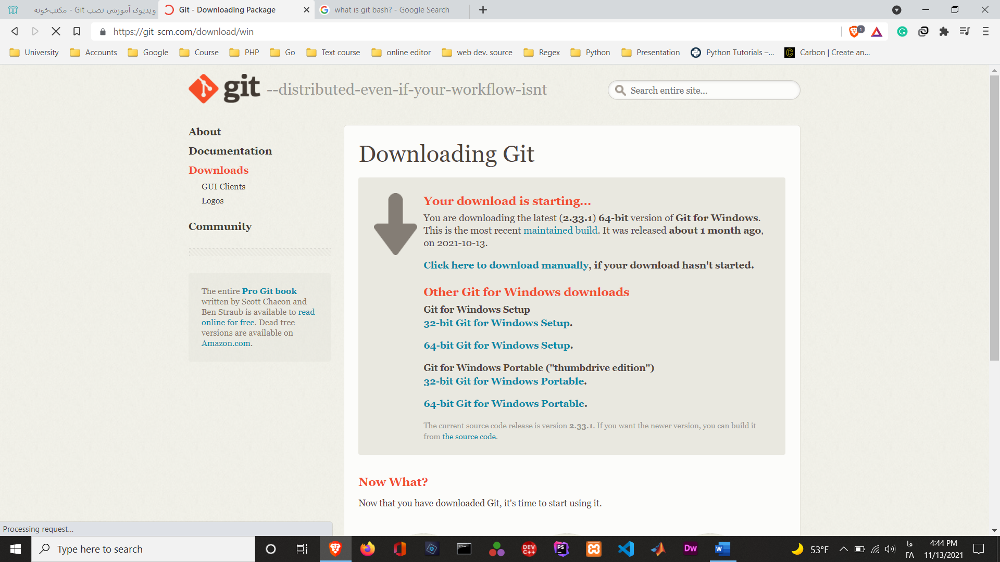 ویدیوی آموزشی نصب Git - مکتب‌خونه
Git - Downloading Package
what is git bash? - Google Search
https://git-scm.com/download/win
1
University
Accounts
Google
Course
PHP
Go
Text course
online editor
web dev. source
Regex
Python
Presentation
Python Tutorials –...
Carbon | Create an...
git --distributed-even-if-your-workflow-isnt
Search entire site...
About
Documentation
Downloads
GUI Clients
Logos
Community
The entire Pro Git book
written by Scott Chacon and
Ben Straub is available to read
online for free. Dead tree
versions are available on
Amazon.com.
Downloading Git
Your download is starting...
You are downloading the latest (2.33.1) 64-bit version of Git for Windows.
This is the most recent maintained build. It was released about 1 month ago,
on 2021-10-13.
Click here to download manually, if your download hasn't started.
Other Git for Windows downloads
Git for Windows Setup
32-bit Git for Windows Setup.
64-bit Git for Windows Setup.
Git for Windows Portable ("thumbdrive edition")
32-bit Git for Windows Portable.
64-bit Git for Windows Portable.
The current source code release is version 2.33.1. If you want the newer version, you can build it
from the source code.
Now What?
Now that you have downloaded Git, it's time to start using it.
Processing request...
Type here to search
DEV C++
PS
Dw
W
53°F
فا
FA
4:44 PM
11/13/2021